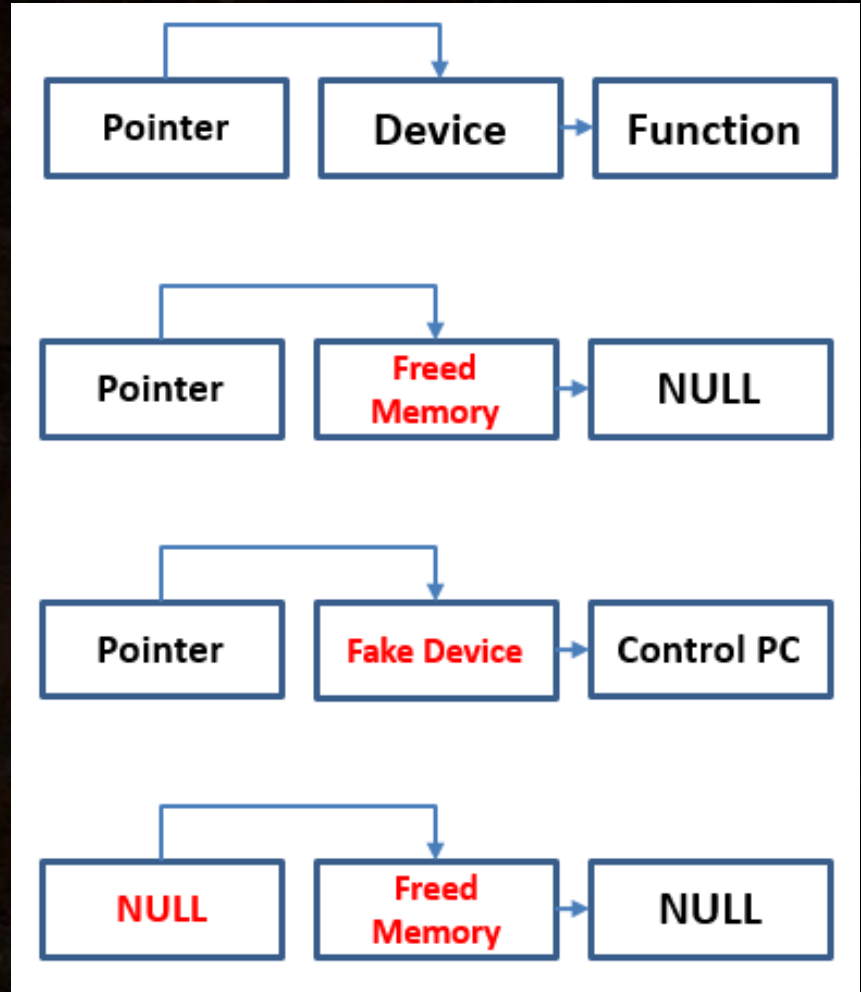 Pointer
Device
Function
Pointer
Freed
Memory
NULL
Pointer
Fake Device
Control PC
NULL
Freed
Memory
NULL